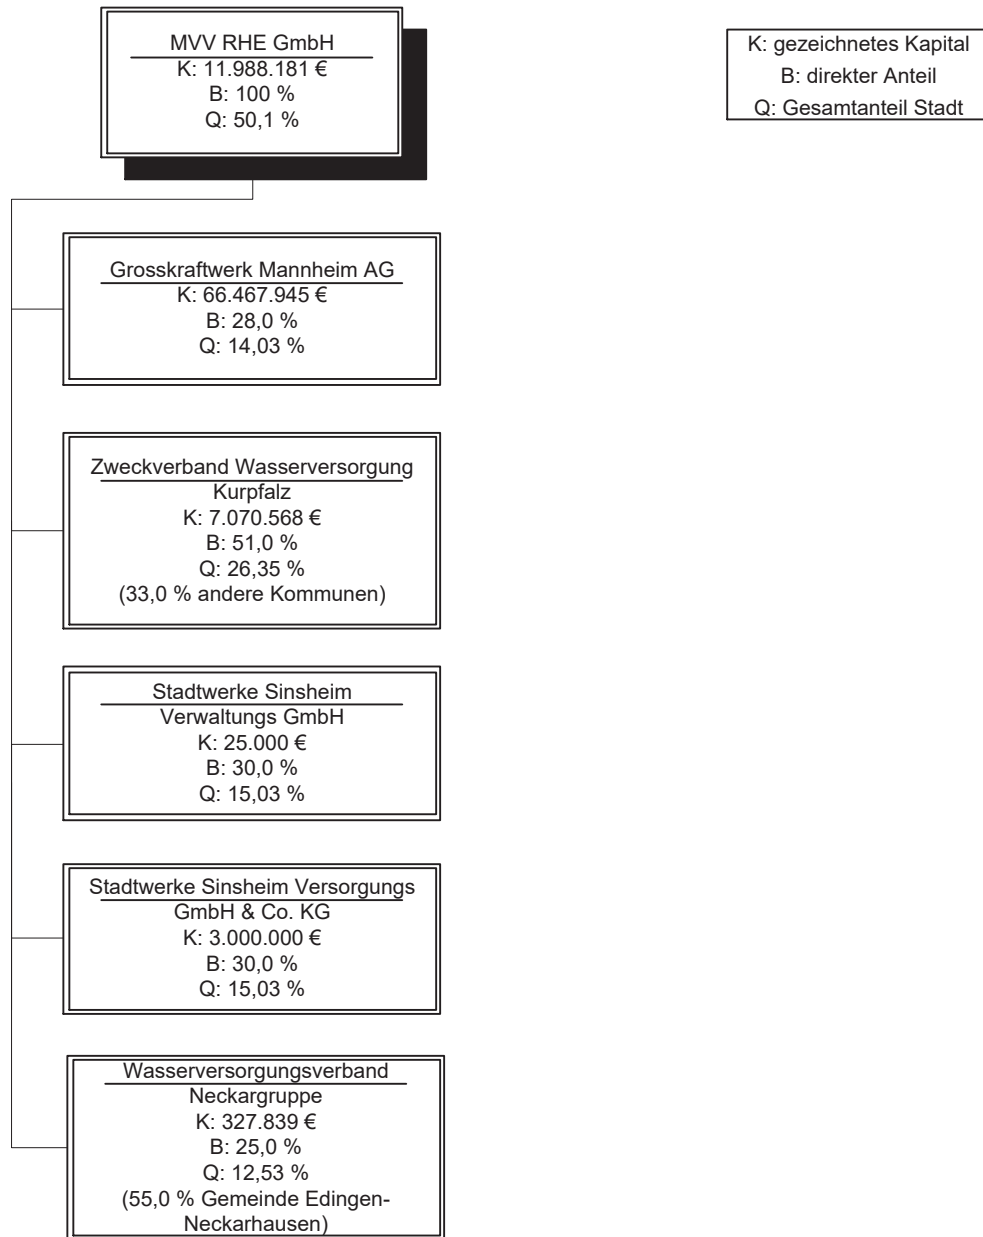 MVV RHE GmbH
K: 11.988.181 €
B: 100 %
Q: 50,1 %
K: gezeichnetes Kapital
B: direkter Anteil
Q: Gesamtanteil Stadt
Grosskraftwerk Mannheim AG
K: 66.467.945 €
B: 28,0 %
Q: 14,03 %
Zweckverband Wasserversorgung
Kurpfalz
K: 7.070.568 €
B: 51,0 %
Q: 26,35 %
(33,0 % andere Kommunen)
Stadtwerke Sinsheim
Verwaltungs GmbH
K: 25.000 €
B: 30,0 %
Q: 15,03 %
Stadtwerke Sinsheim Versorgungs
GmbH & Co. KG
K: 3.000.000 €
B: 30,0 %
Q: 15,03 %
Wasserversorgungsverband
Neckargruppe
K: 327.839 €
B: 25,0 %
Q: 12,53 %
(55,0 % Gemeinde Edingen-
Neckarhausen)